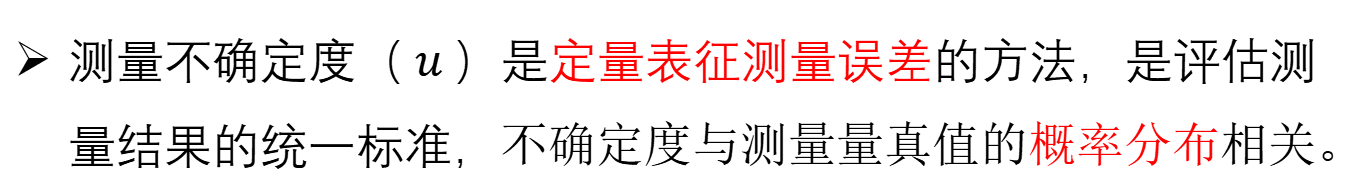 ➢ 测量不确定度（u）是定量表征测量误差的方法，是评估测
量结果的统一标准，不确定度与测量量真值的概率分布相关。